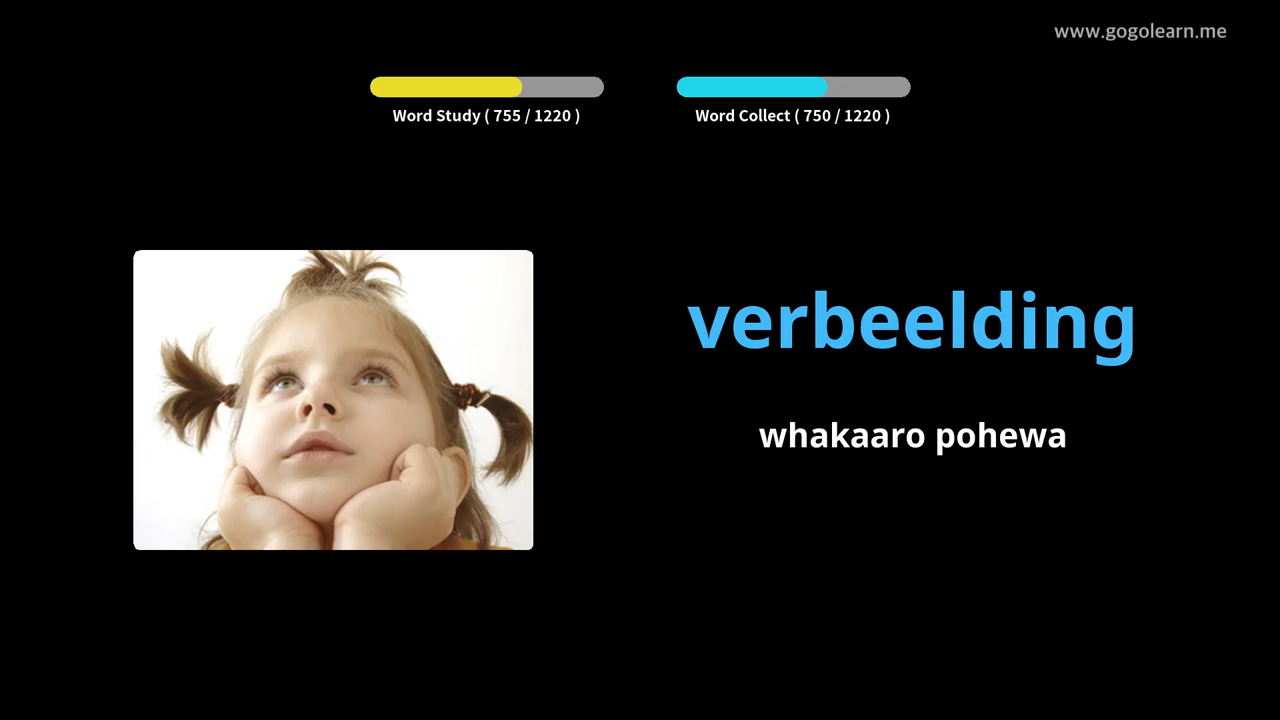 www.gogolearn.me
Word Study ( 755 / 1220 )
Word Collect ( 750 / 1220 )
verbeelding
whakaaro pohewa